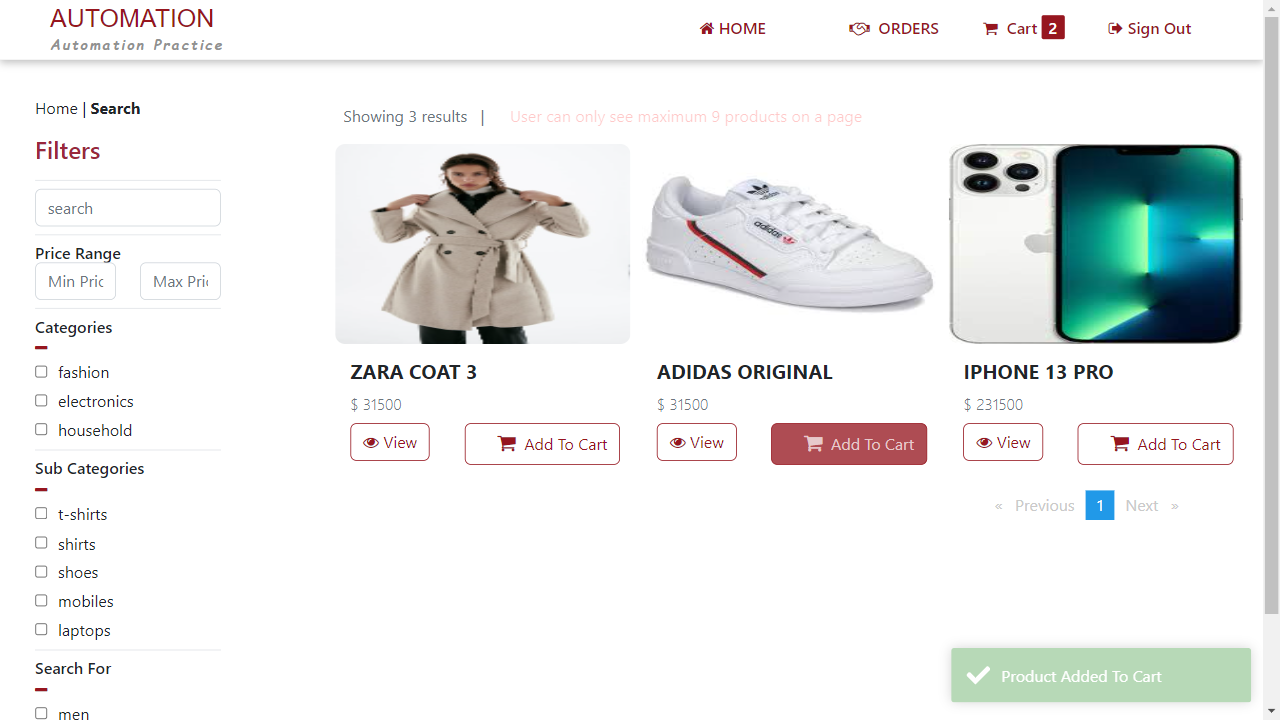 AUTOMATION
Automation Practice
HOME
ORDERS
Cart 2
Sign Out
Home | Search
Showing 3 results |
User can only see maximum 9 products on a page
Filters
search
Price Range
Min Pric
Max Pric
Categories
fashion
electronics
household
Sub Categories
t-shirts
shirts
shoes
mobiles
laptops
Search For
men
adidas
ZARA COAT 3
$ 31500
View
Add To Cart
ADIDAS ORIGINAL
$ 31500
View
Add To Cart
IPHONE 13 PRO
$ 231500
View
Add To Cart
« Previous 1 Next »
Product Added To Cart